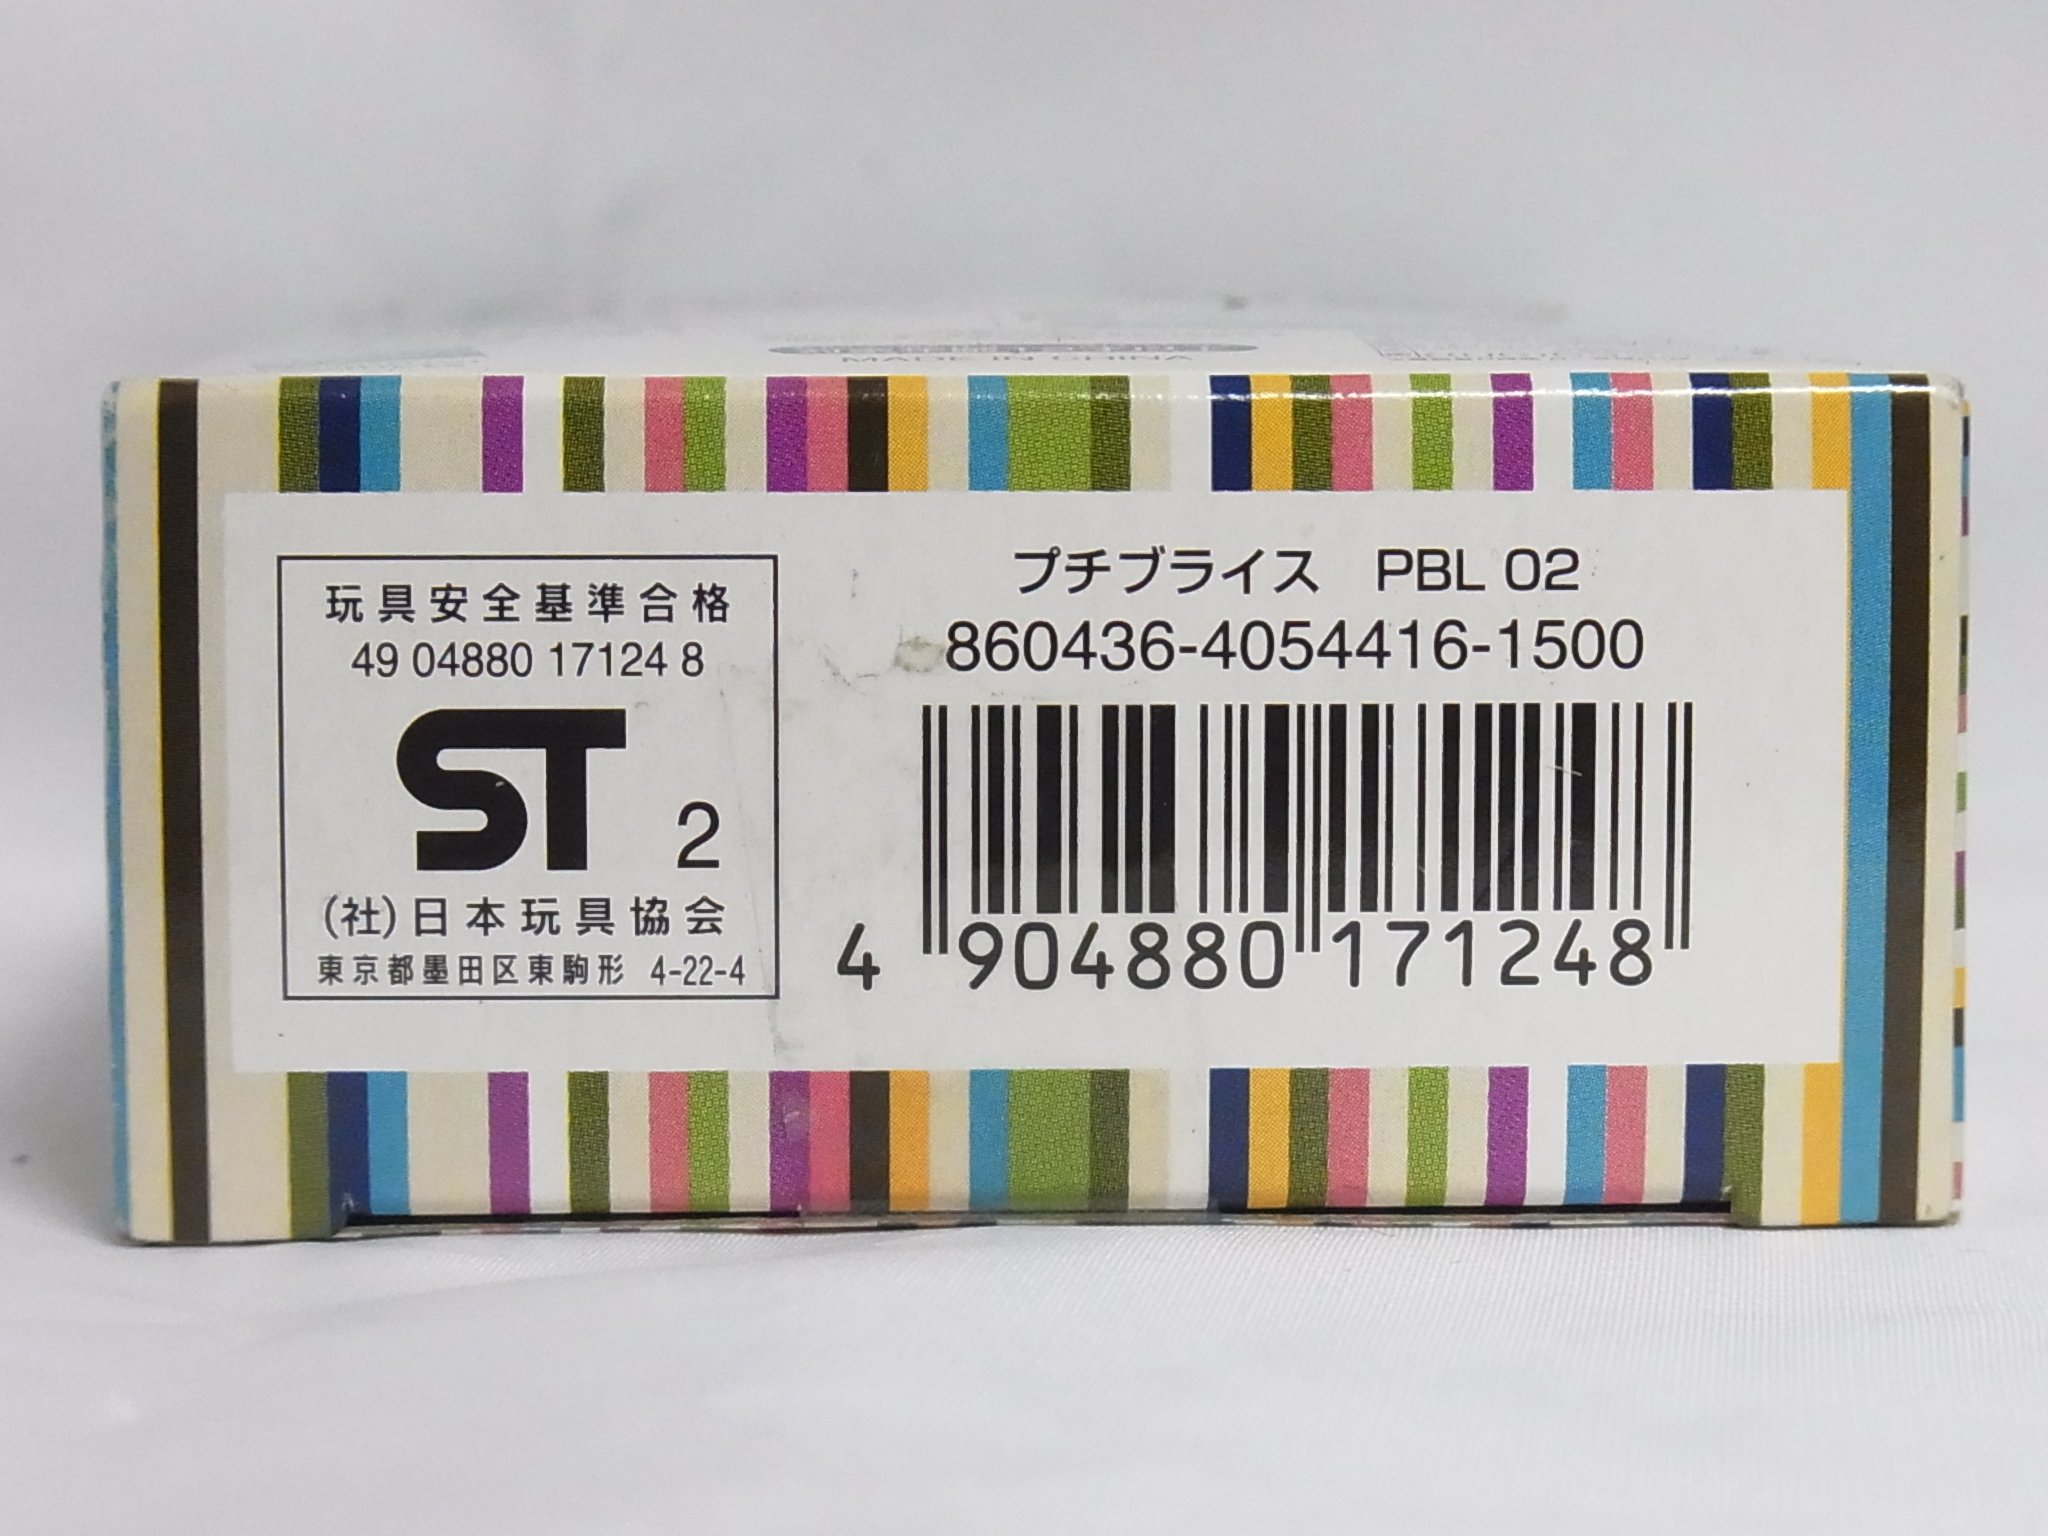 MADE IN CHINA
玩具安全基準合格
49 04880 17124 8
ST 2
(社)日本玩具協会
東京都墨田区東駒形 4-22-4
プチブライス PBL 02
860436-4054416-1500
4 904880 171248